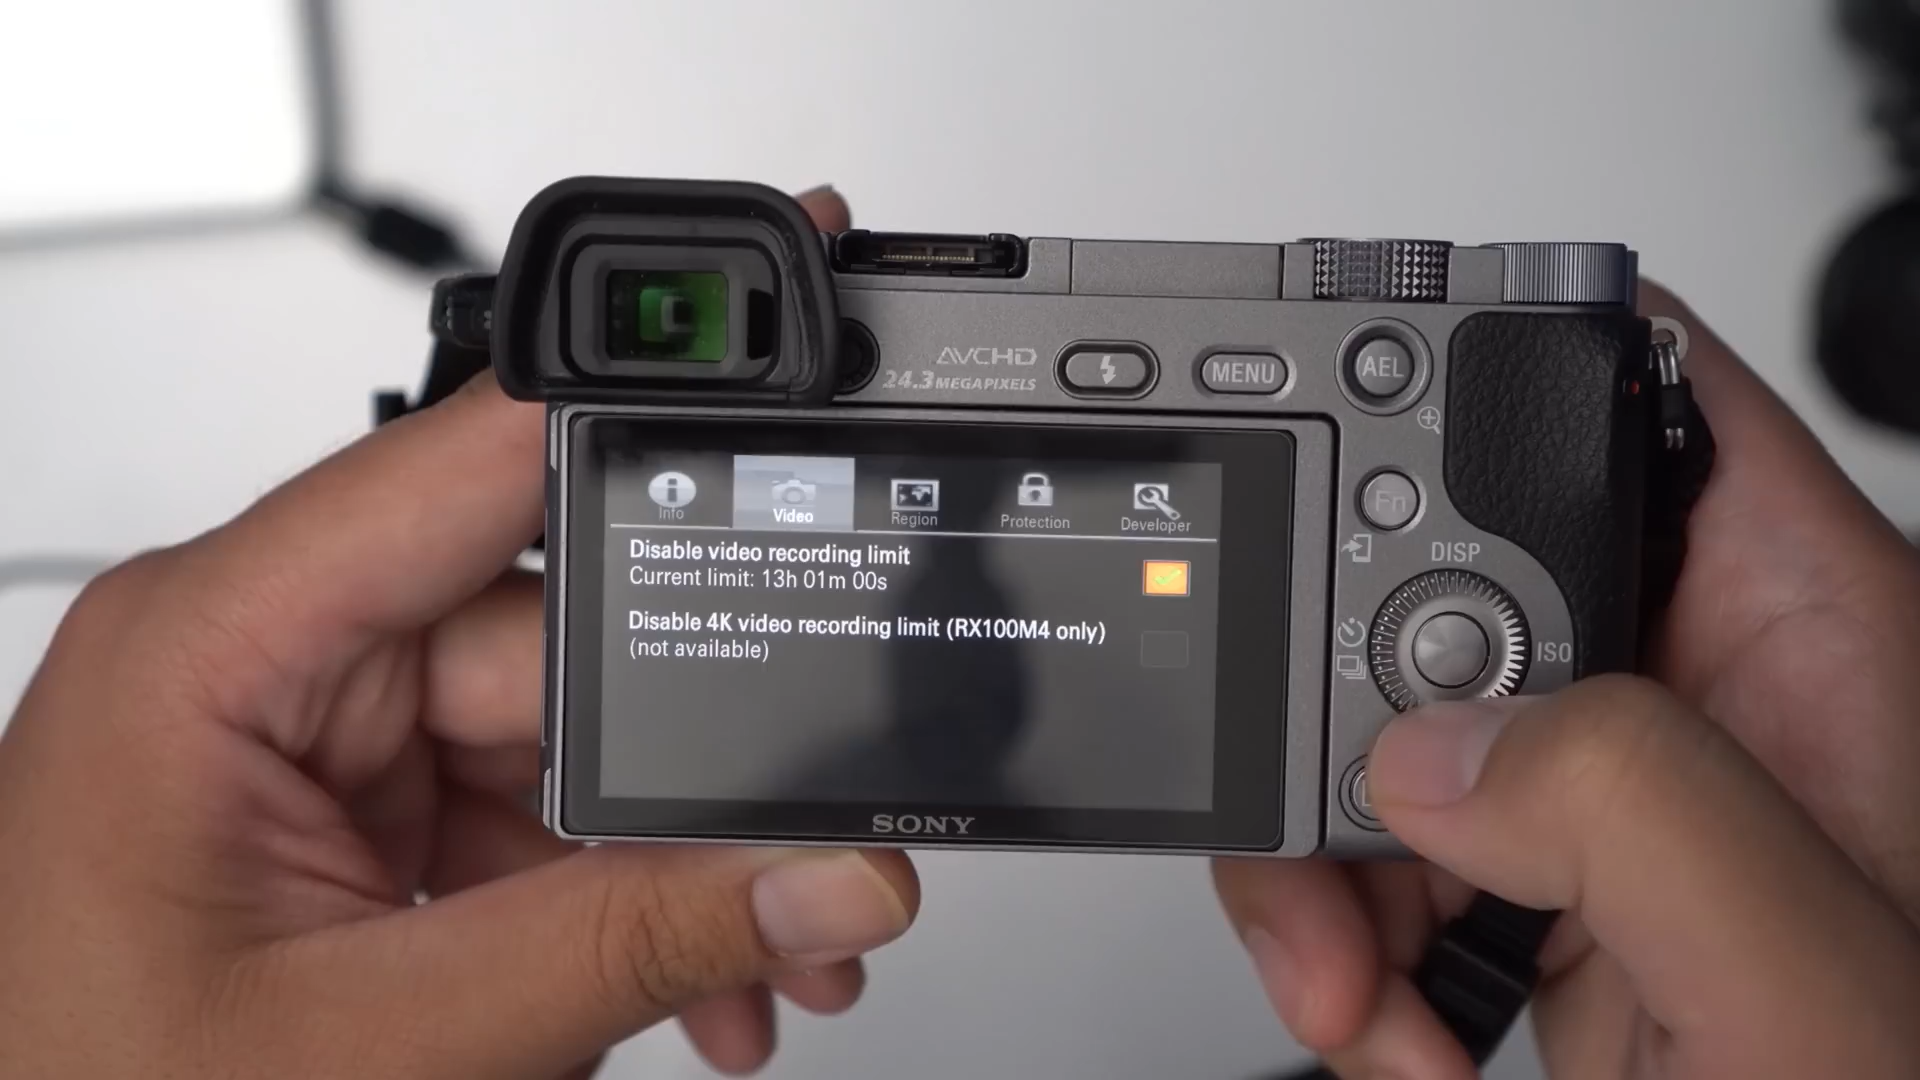 AVCHD
24.3 MEGAPIXELS
MENU
AEL
Fn
DISP
ISO
Info
Video
Region
Protection
Developer
Disable video recording limit
Current limit: 13h 01m 00s
Disable 4K video recording limit (RX100M4 only)
(not available)
SONY